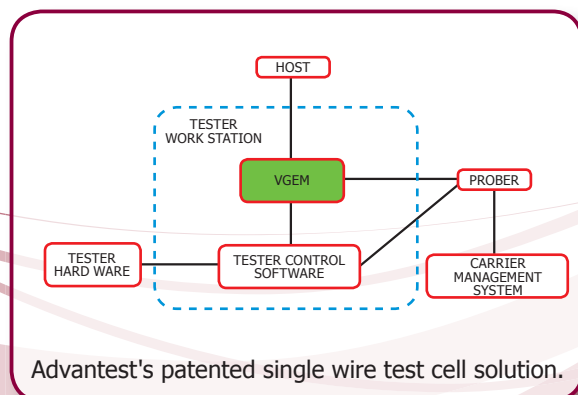 HOST
TESTER
WORK STATION
VGEM
PROBER
TESTER
HARD WARE
TESTER CONTROL
SOFTWARE
CARRIER
MANAGEMENT
SYSTEM
Advantest's patented single wire test cell solution.